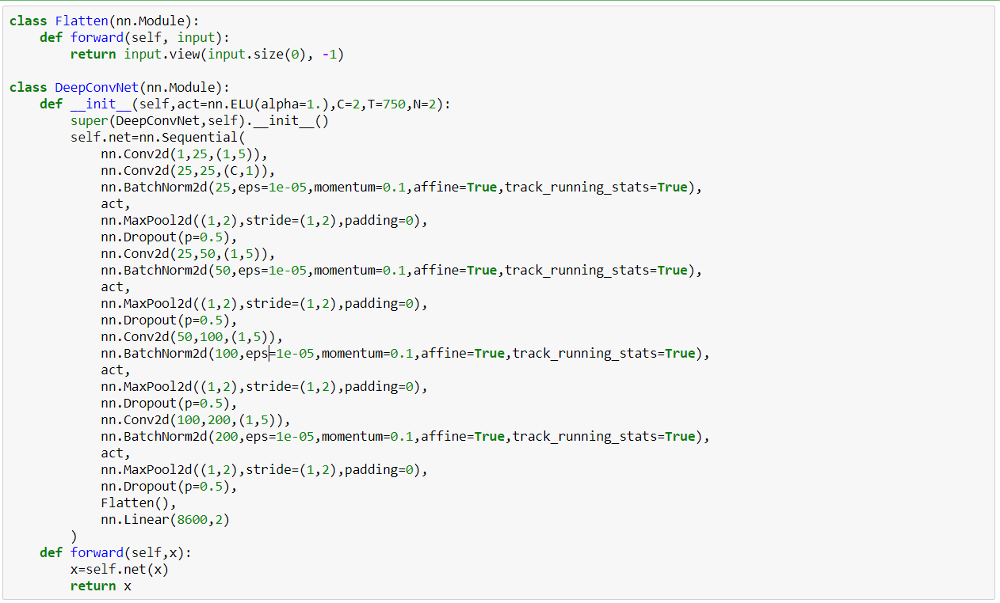 class Flatten(nn.Module):
    def forward(self, input):
        return input.view(input.size(0), -1)

class DeepConvNet(nn.Module):
    def __init__(self,act=nn.ELU(alpha=1.),C=2,T=750,N=2):
        super(DeepConvNet,self).__init__()
        self.net=nn.Sequential(
            nn.Conv2d(1,25,(1,5)),
            nn.Conv2d(25,25,(C,1)),
            nn.BatchNorm2d(25,eps=1e-05,momentum=0.1,affine=True,track_running_stats=True),
            act,
            nn.MaxPool2d((1,2),stride=(1,2),padding=0),
            nn.Dropout(p=0.5),
            nn.Conv2d(25,50,(1,5)),
            nn.BatchNorm2d(50,eps=1e-05,momentum=0.1,affine=True,track_running_stats=True),
            act,
            nn.MaxPool2d((1,2),stride=(1,2),padding=0),
            nn.Dropout(p=0.5),
            nn.Conv2d(50,100,(1,5)),
            nn.BatchNorm2d(100,eps=1e-05,momentum=0.1,affine=True,track_running_stats=True),
            act,
            nn.MaxPool2d((1,2),stride=(1,2),padding=0),
            nn.Dropout(p=0.5),
            nn.Conv2d(100,200,(1,5)),
            nn.BatchNorm2d(200,eps=1e-05,momentum=0.1,affine=True,track_running_stats=True),
            act,
            nn.MaxPool2d((1,2),stride=(1,2),padding=0),
            nn.Dropout(p=0.5),
            Flatten(),
            nn.Linear(8600,2)
        )
    def forward(self,x):
        x=self.net(x)
        return x